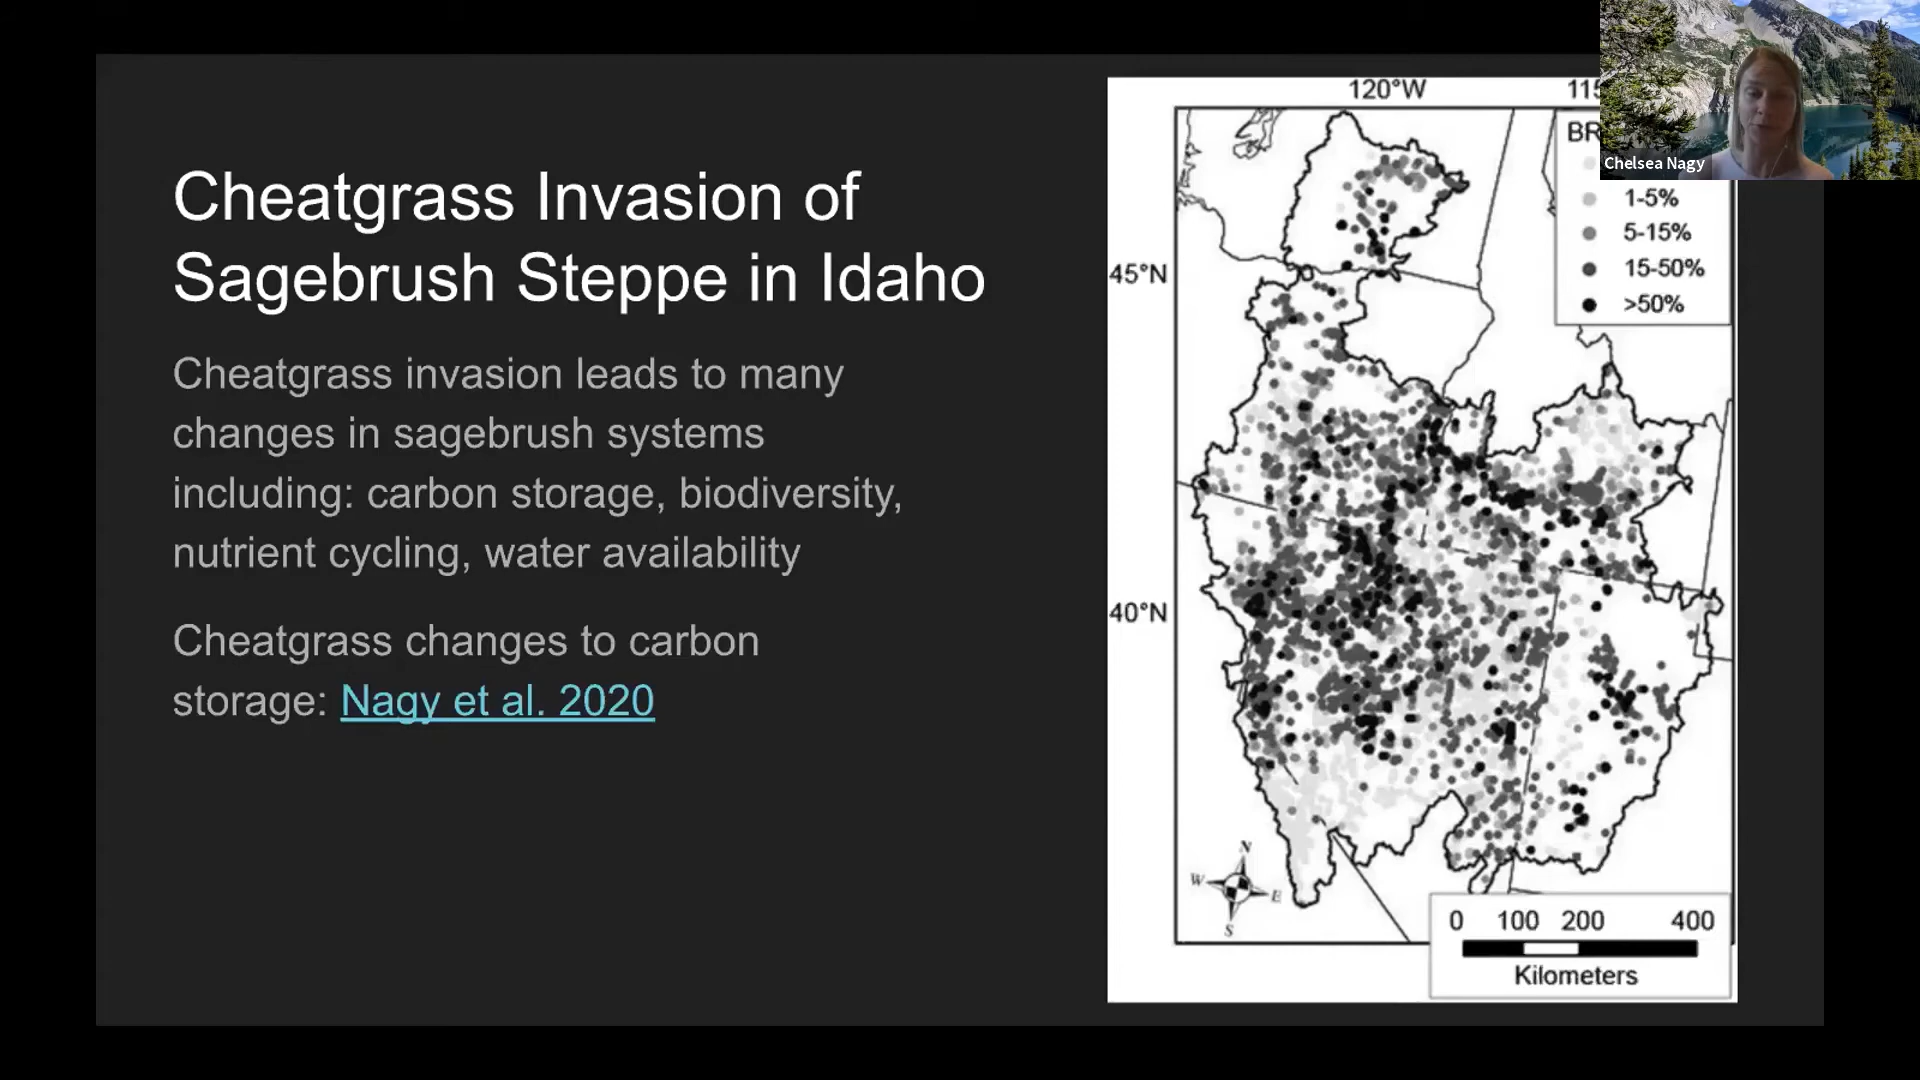 Cheatgrass Invasion of
Sagebrush Steppe in Idaho
Cheatgrass invasion leads to many
changes in sagebrush systems
including: carbon storage, biodiversity,
nutrient cycling, water availability
Cheatgrass changes to carbon
storage: Nagy et al. 2020
120°W
Chelsea Nagy
1-5%
5-15%
15-50%
>50%
45°N
40°N
N
W
E
S
0 100 200 400
Kilometers